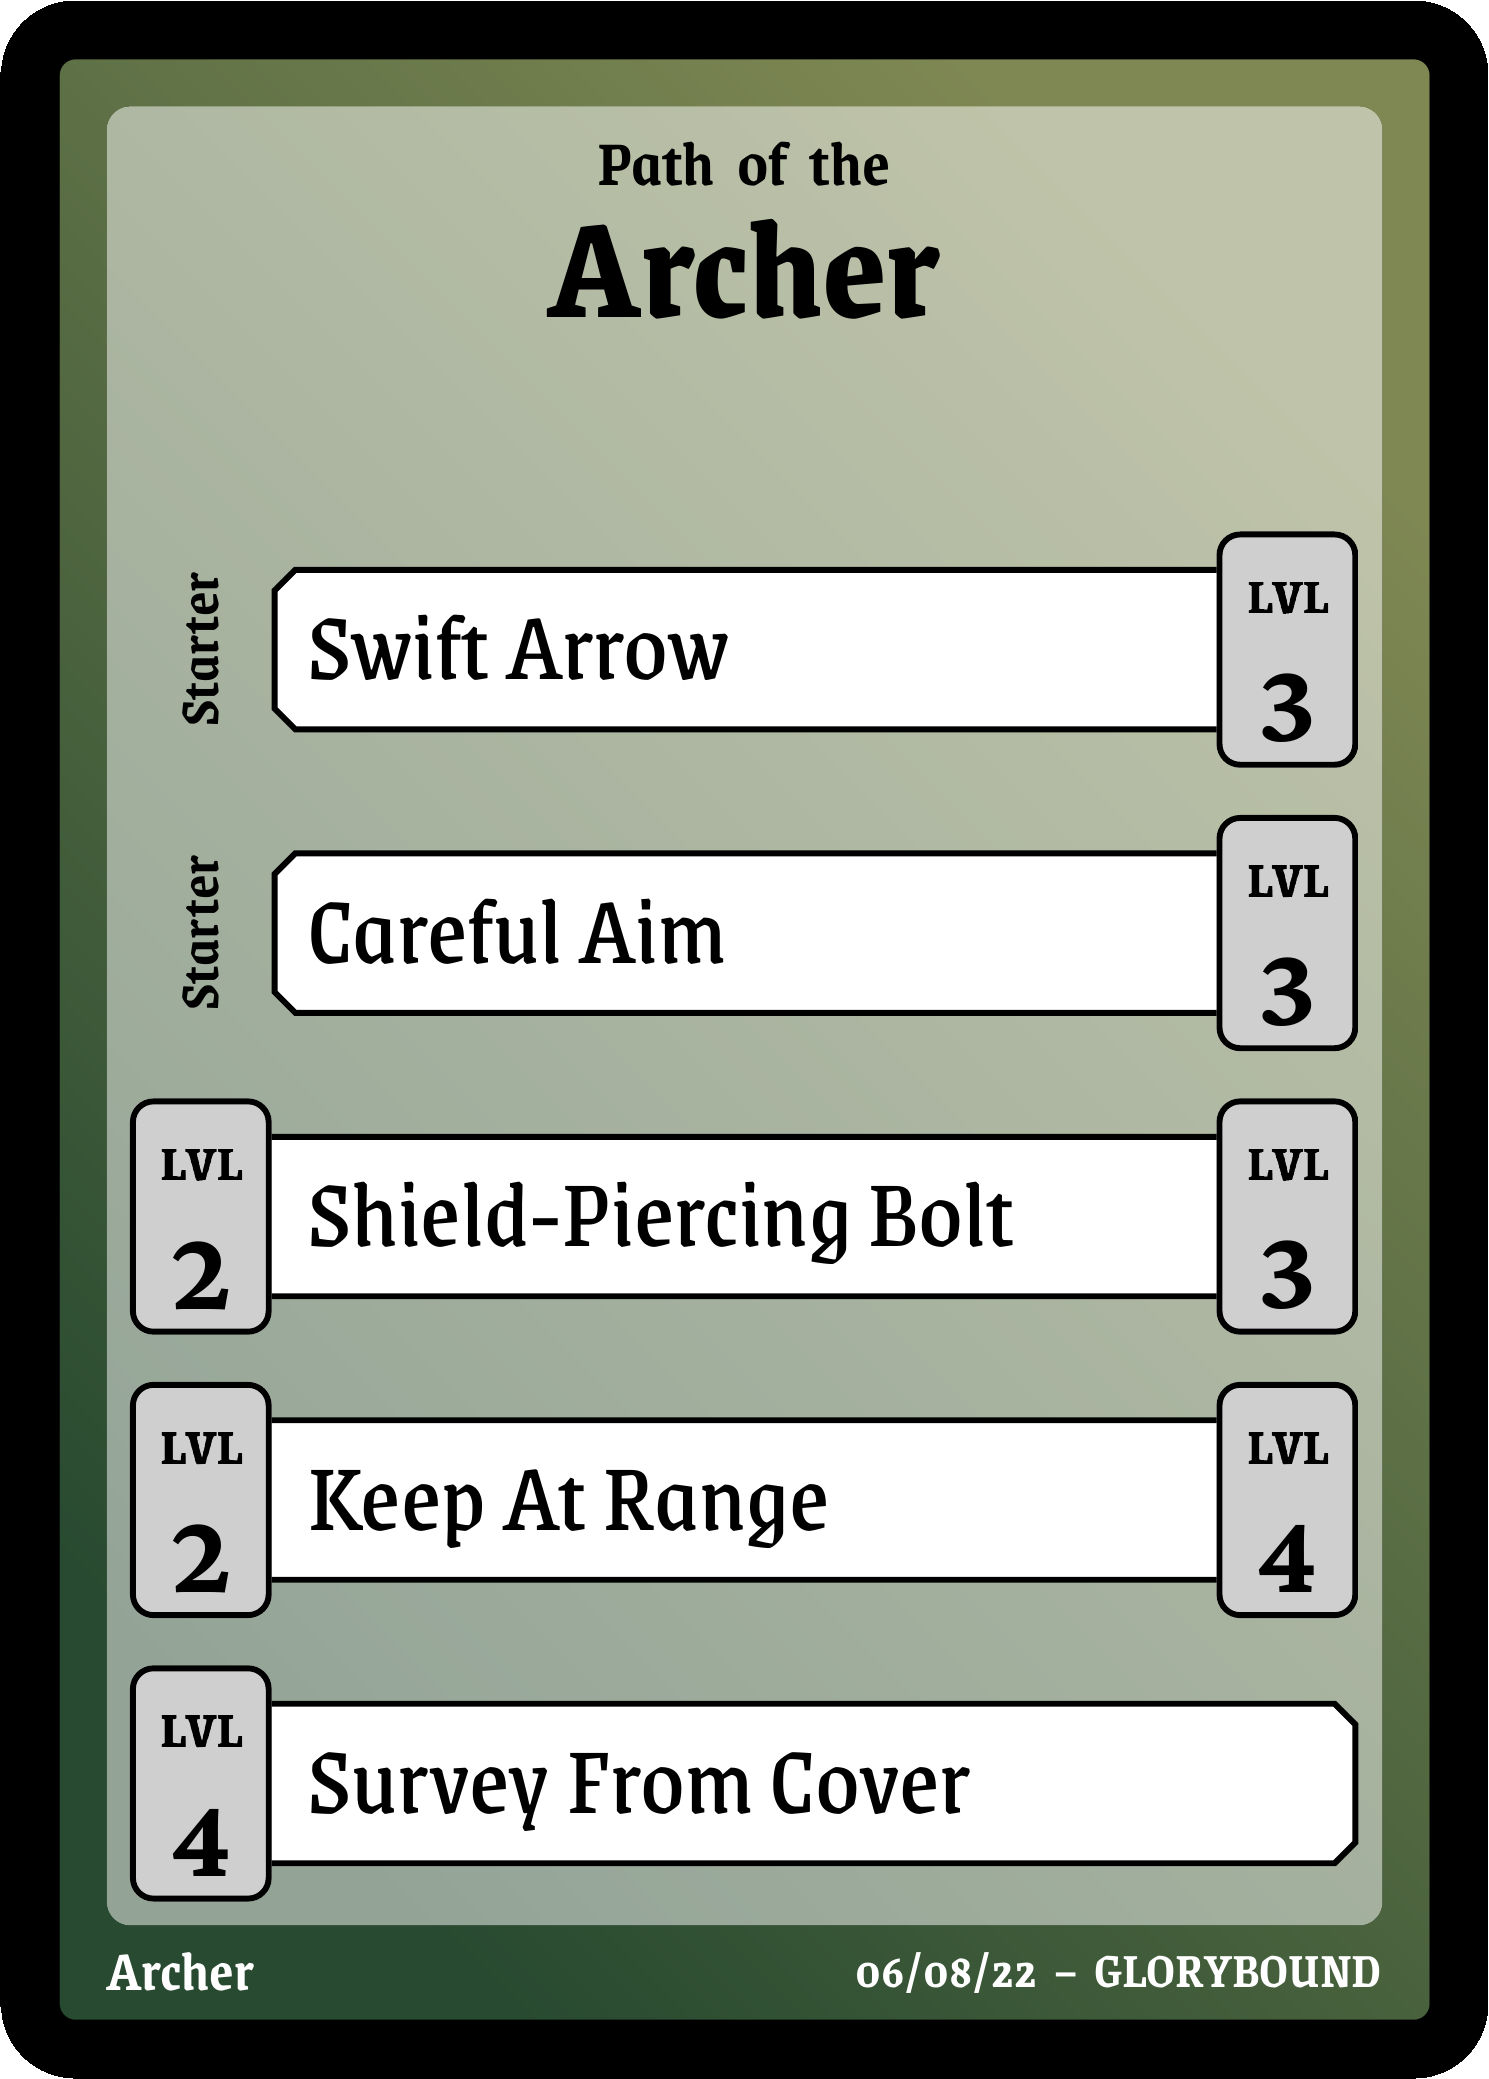 Path of the
Archer
Starter
Swift Arrow
LVL
3
Starter
Careful Aim
LVL
3
LVL
2
Shield-Piercing Bolt
LVL
3
LVL
2
Keep At Range
LVL
4
LVL
4
Survey From Cover
Archer
06/08/22 – GLORYBOUND